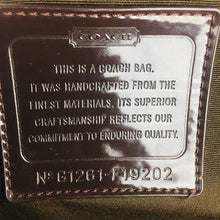 COACH
THIS IS A COACH BAG.
IT WAS HANDCRAFTED FROM THE
FINEST MATERIALS. ITS SUPERIOR
CRAFTSMANSHIP REFLECTS OUR
COMMITMENT TO ENDURING QUALITY.
Nº G1261-F19202